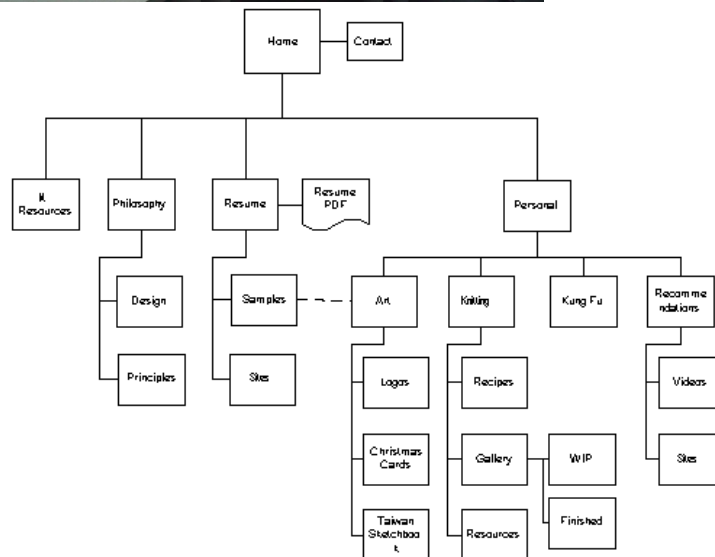 Home
Contact
Resources
Philosophy
Resume
Resume
PDF
Personal
Design
Samples
Art
Knitting
Kung Fu
Recomme
ndations
Principles
Sites
Logos
Recipes
Videos
Christmas
Cards
Gallery
WIP
Sites
Taiwan
Sketchboo
k
Resources
Finished